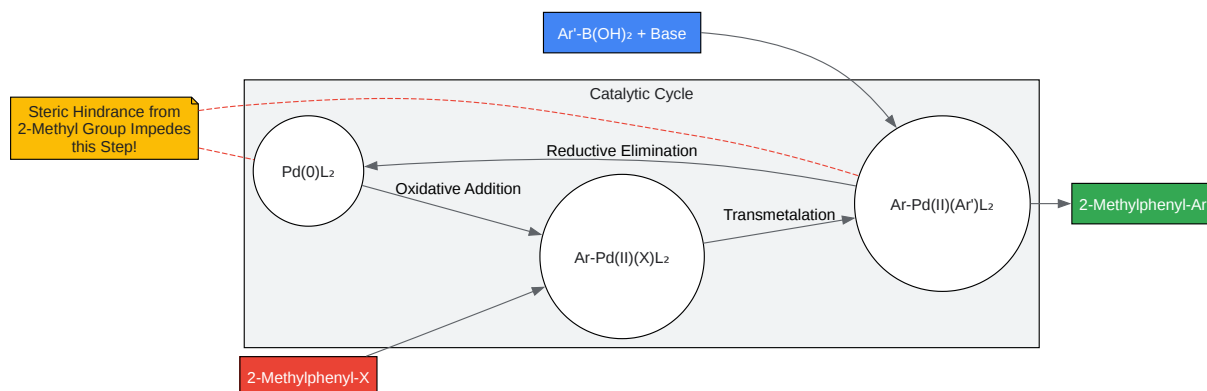 Ar'-B(OH)₂ + Base
Catalytic Cycle
Steric Hindrance from
2-Methyl Group Impedes
this Step!
Reductive Elimination
Pd(0)L₂
Oxidative Addition
Ar-Pd(II)(Ar')L₂
2-Methylphenyl-Ar
Transmetalation
Ar-Pd(II)(X)L₂
2-Methylphenyl-X